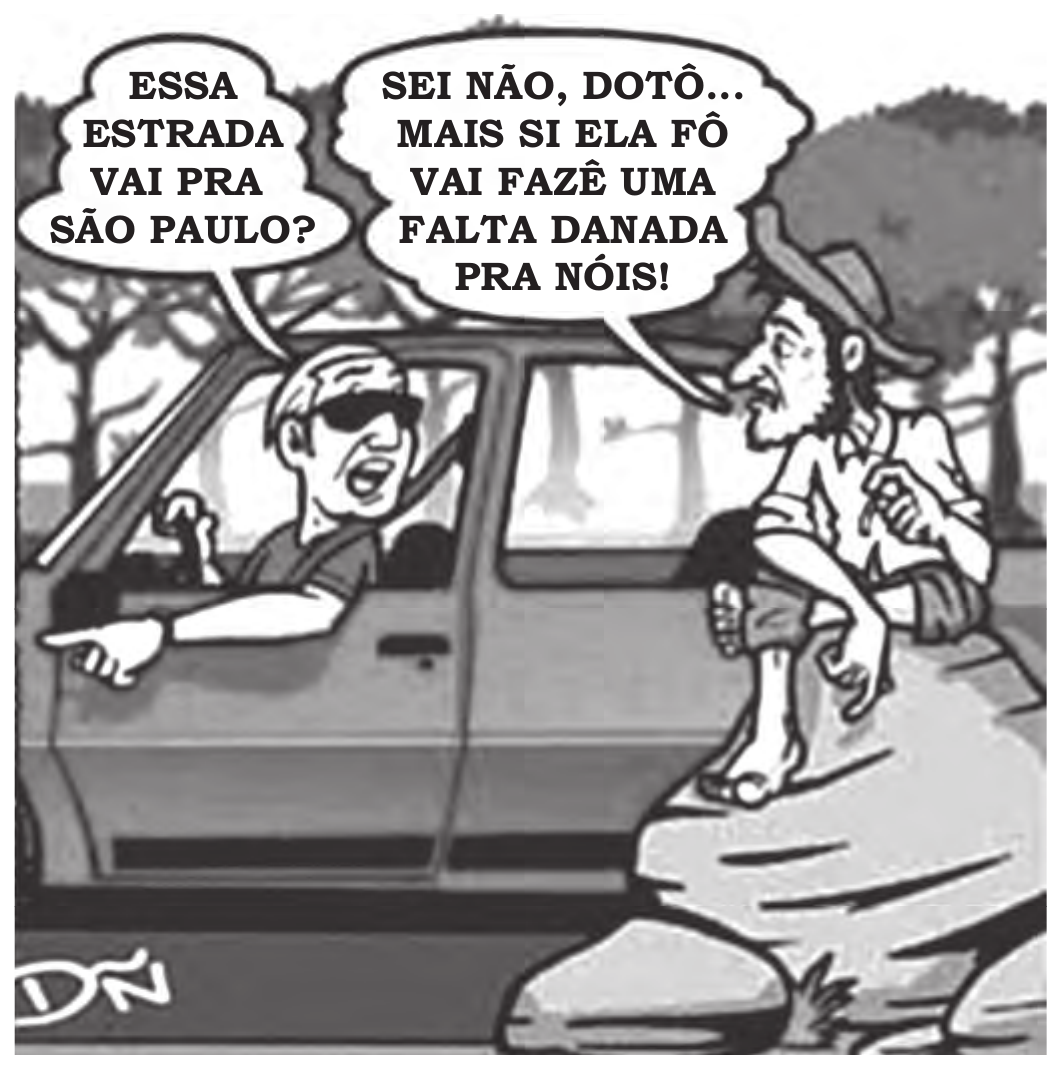 ESSA
ESTRADA
VAI PRA
SÃO PAULO?
SEI NÃO, DOTÔ...
MAIS SI ELA FÔ
VAI FAZÊ UMA
FALTA DANADA
PRA NÓIS!
DÑ